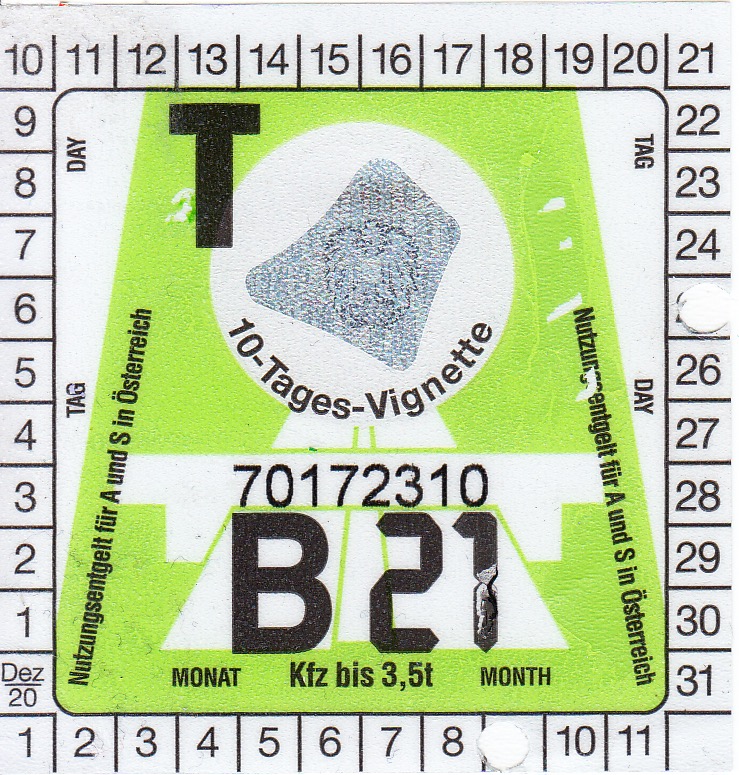 10 11 12 13 14 15 16 17 18 19 20 21
9
8
7
6
5
4
3
2
1
Dez
20
DAY
TAG
Nutzungsentgelt für A und S in Österreich
T
10-Tages-Vignette
70172310
B 21
MONAT Kfz bis 3,5t MONTH
TAG
DAY
Nutzungsentgelt für A und S in Österreich
22
23
24
26
27
28
29
30
31
1 2 3 4 5 6 7 8 10 11